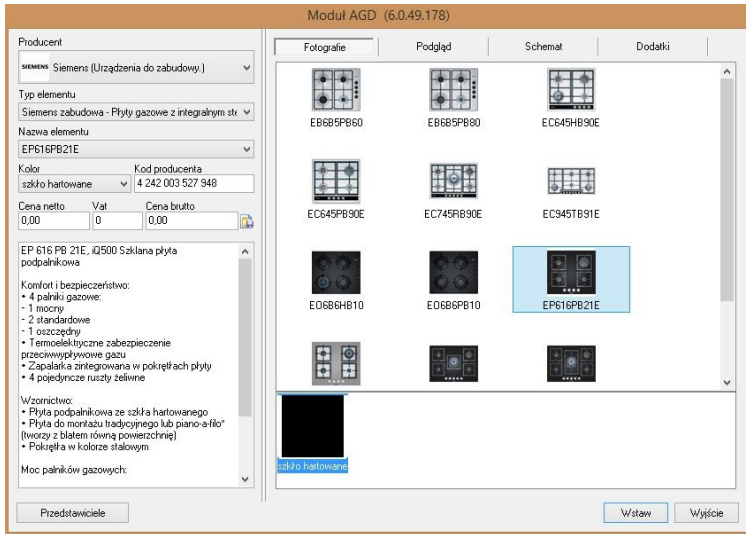 Moduł AGD (6.0.49.178)
Producent
SIEMENS Siemens (Urządzenia do zabudowy.)
Typ elementu
Siemens zabudowa - Płyty gazowe z integralnym ste
Nazwa elementu
EP616PB21E
Kolor Kod producenta
szkło hartowane 4 242 003 527 948
Cena netto Vat Cena brutto
0,00 0 0,00
EP 616 PB 21E, iQ500 Szklana płyta
podpalnikowa
Komfort i bezpieczeństwo:
• 4 palniki gazowe:
- 1 mocny
- 2 standardowe
- 1 oszczędny
• Termoelektryczne zabezpieczenie
przeciwwypływowe gazu
• Zapalarka zintegrowana w pokrętłach płyty
• 4 pojedyncze ruszty żeliwne
Wzornictwo:
• Płyta podpalnikowa ze szkła hartowanego
• Płyta do montażu tradycyjnego lub piano-a-filo"
(tworzy z blatem równą powierzchnię)
• Pokrętła w kolorze stalowym
Moc palników gazowych:
Przedstawiciele
Fotografie Podgląd Schemat Dodatki
EB6B5PB60 EB6B5PB80 EC645HB90E
EC645PB90E EC745RB90E EC945TB91E
EO6B6HB10 EO6B6PB10 EP616PB21E
szkło hartowane
Wstaw Wyjście